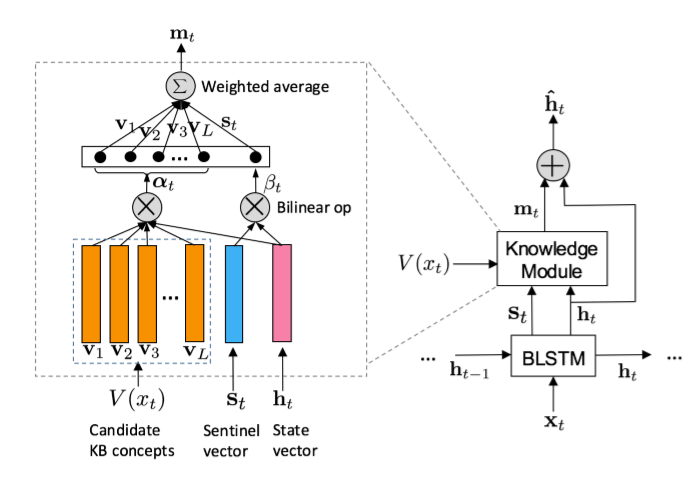 m_t
Σ Weighted average
v_1 v_2 v_3 v_L s_t
...
α_t β_t
Bilinear op
...
v_1 v_2 v_3 v_L
V(x_t) s_t h_t
Candidate KB concepts
Sentinel vector
State vector
ĥ_t
+
m_t
V(x_t)
Knowledge
Module
s_t h_t
... h_{t-1} BLSTM h_t ...
x_t